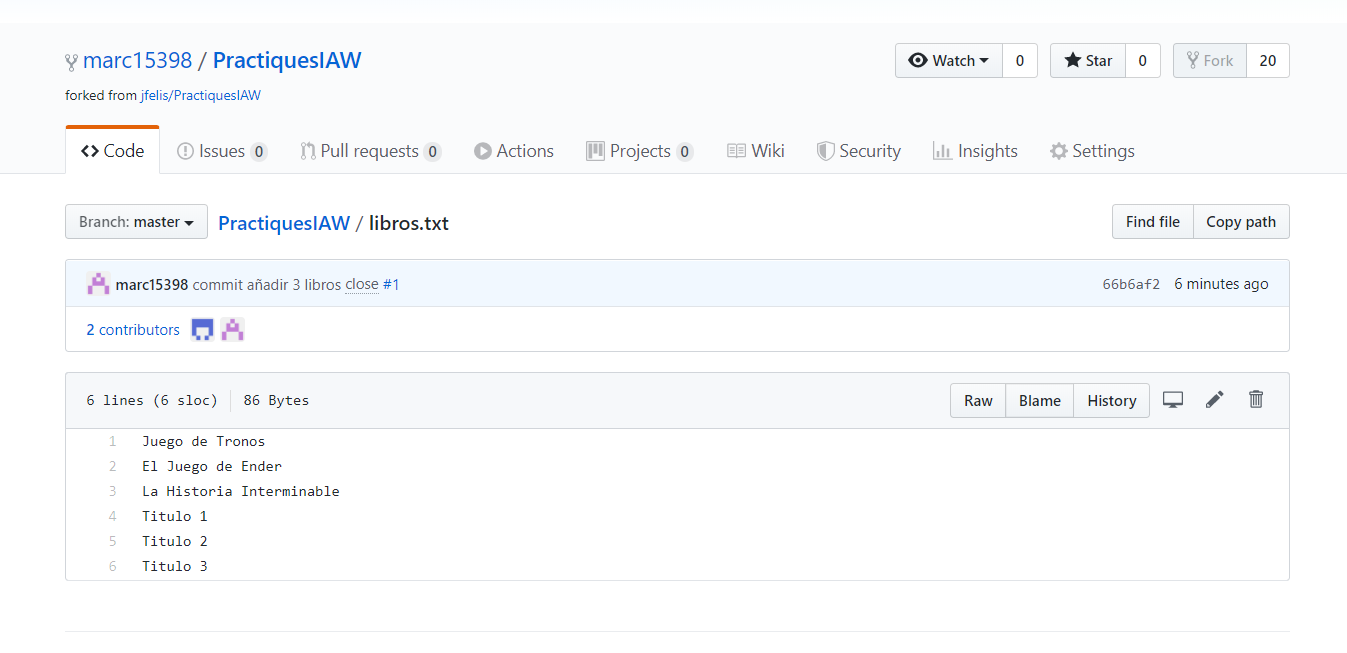 marc15398 / PractiquesIAW
Watch 0 Star 0 Fork 20
forked from jfelis/PractiquesIAW
Code Issues 0 Pull requests 0 Actions Projects 0 Wiki Security Insights Settings
Branch: master PractiquesIAW / libros.txt Find file Copy path
marc15398 commit añadir 3 libros close #1 66b6af2 6 minutes ago
2 contributors
6 lines (6 sloc) 86 Bytes Raw Blame History
1 Juego de Tronos
2 El Juego de Ender
3 La Historia Interminable
4 Titulo 1
5 Titulo 2
6 Titulo 3